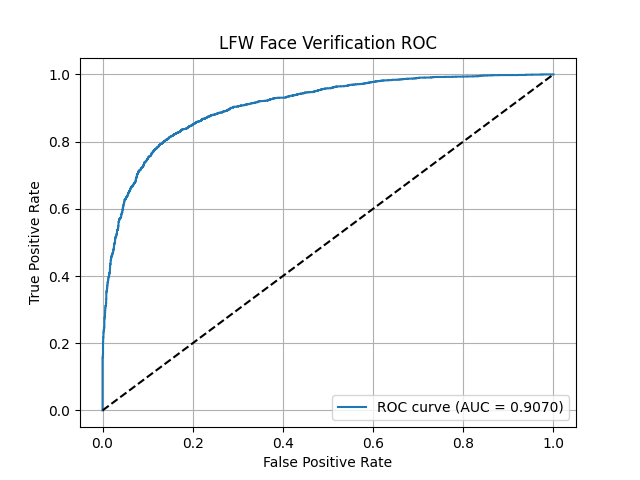 LFW Face Verification ROC
True Positive Rate
1.0
0.8
0.6
0.4
0.2
0.0
ROC curve (AUC = 0.9070)
0.0 0.2 0.4 0.6 0.8 1.0
False Positive Rate